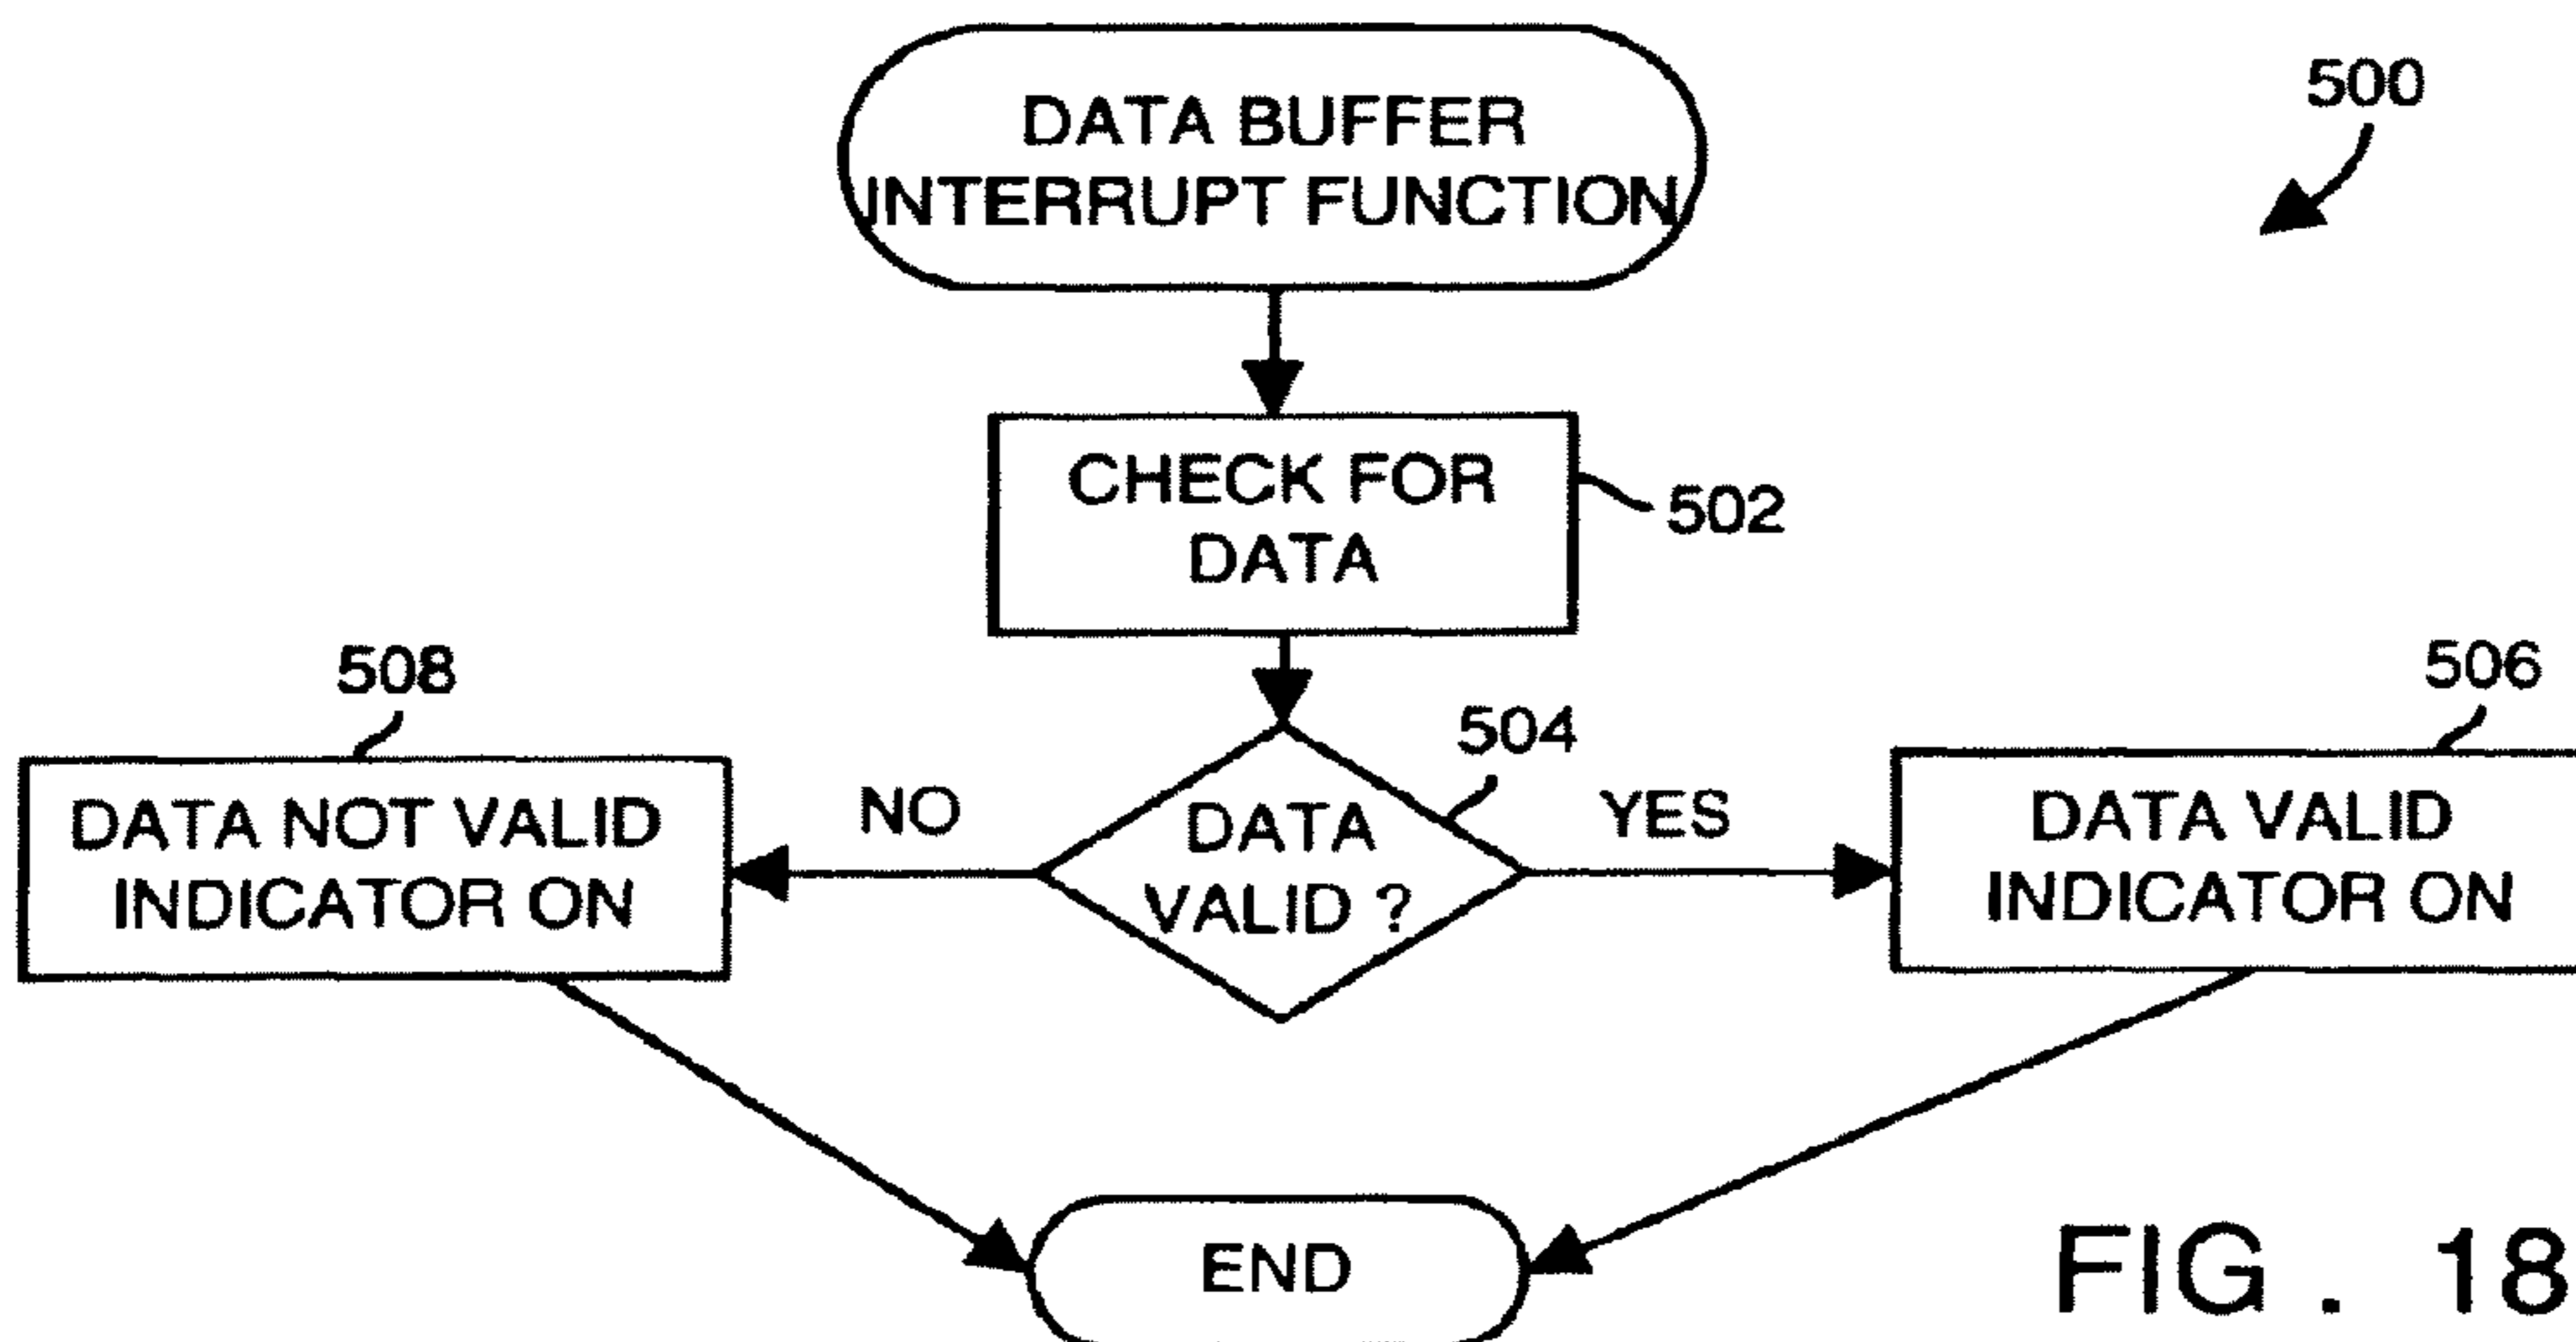 DATA BUFFER
INTERRUPT FUNCTION
500
CHECK FOR
DATA
502
508
504
506
DATA NOT VALID
INDICATOR ON
NO
DATA
VALID ?
YES
DATA VALID
INDICATOR ON
END
FIG . 18